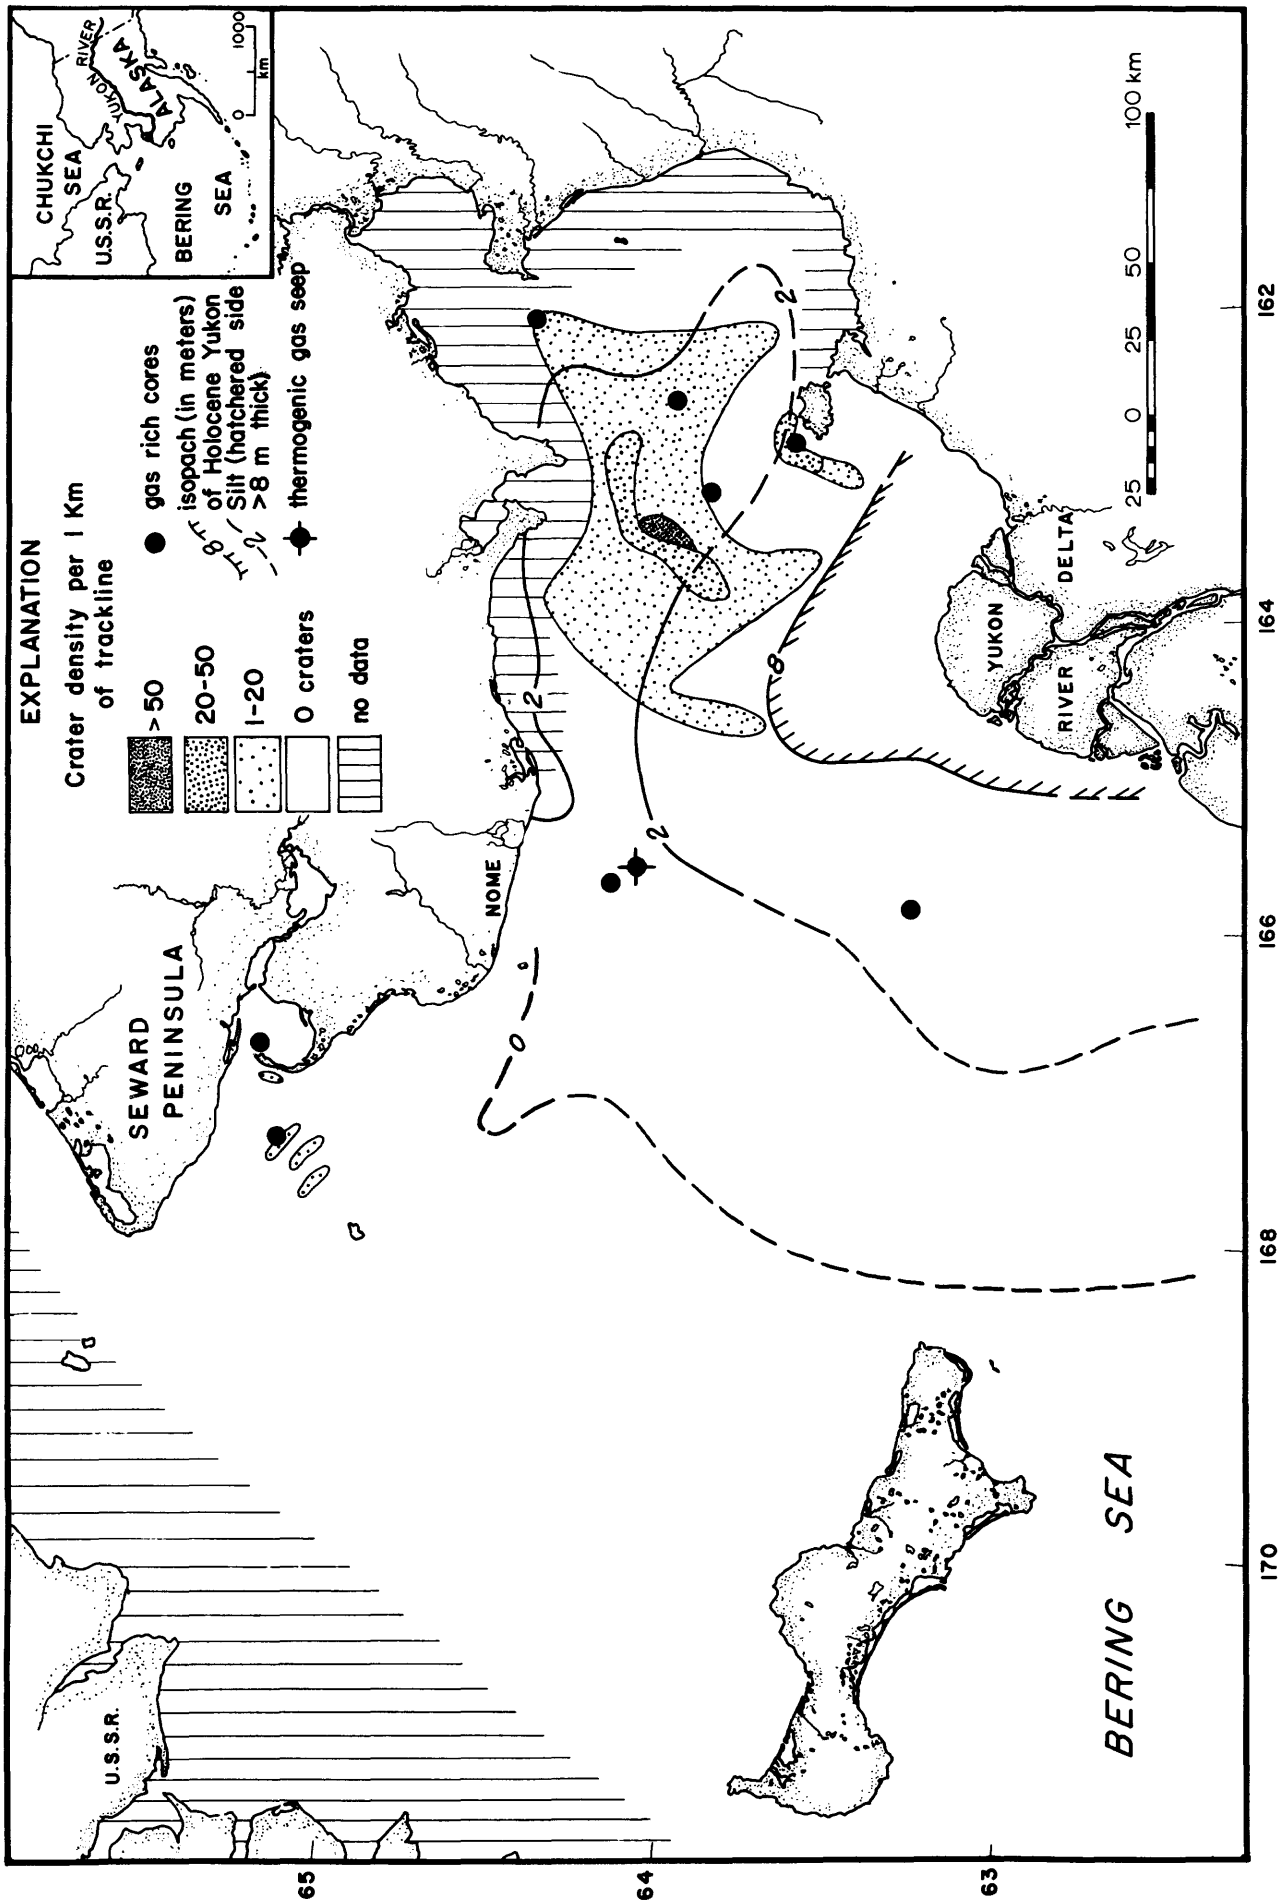 EXPLANATION
Crater density per 1 Km
of trackline
>50
20-50
1-20
0 craters
no data
gas rich cores
8
2
isopach (in meters)
of Holocene Yukon
Silt (hatchered side
>8 m thick)
thermogenic gas seep
CHUKCHI
SEA
U.S.S.R.
BERING
SEA
YUKON RIVER
ALASKA
0 1000
km
U.S.S.R.
SEWARD
PENINSULA
NOME
0
2
2
2
8
YUKON
RIVER DELTA
BERING SEA
25 0 25 50 100 km
65
64
63
170 168 166 164 162